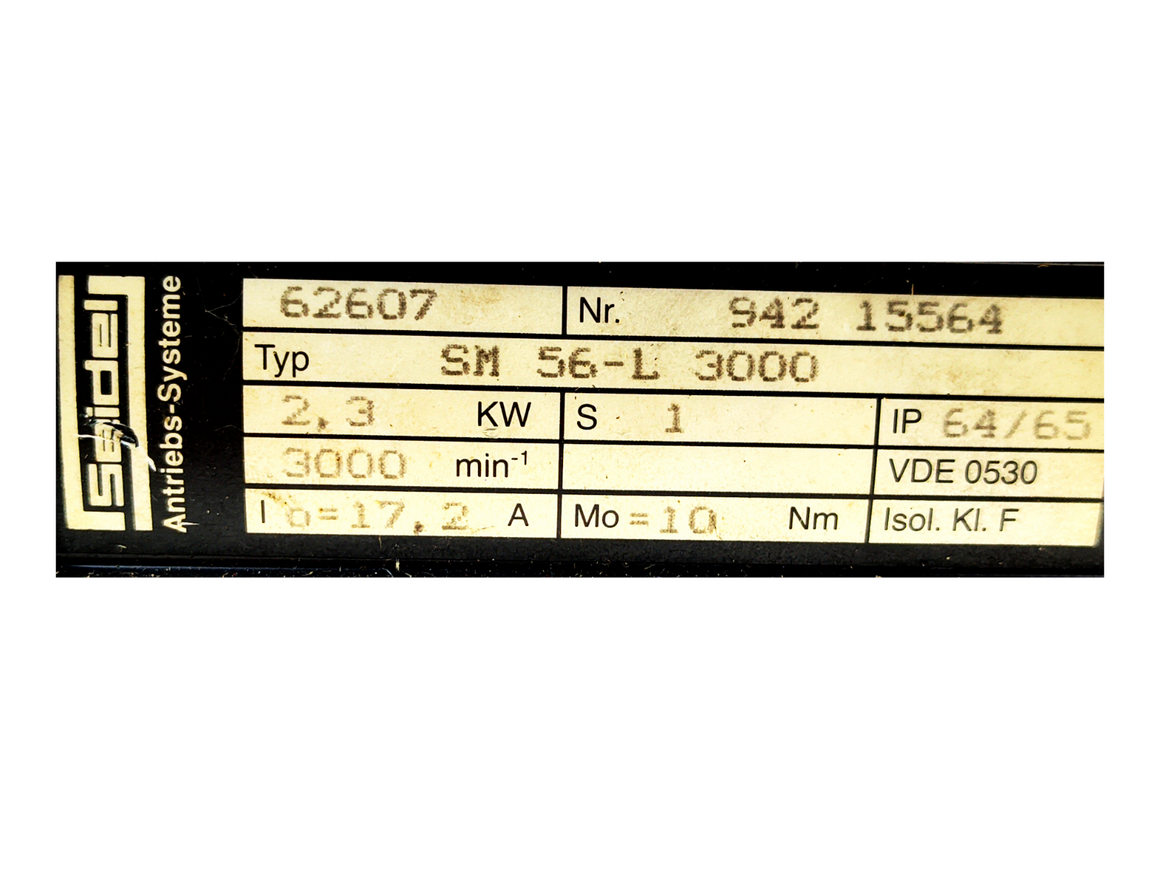 Seidel
Antriebs-Systeme
62607 Nr. 942 15564
Typ SM 56-L 3000
2,3 KW S 1 IP 64/65
3000 min⁻¹ VDE 0530
I o=17,2 A Mo=10 Nm Isol. Kl. F